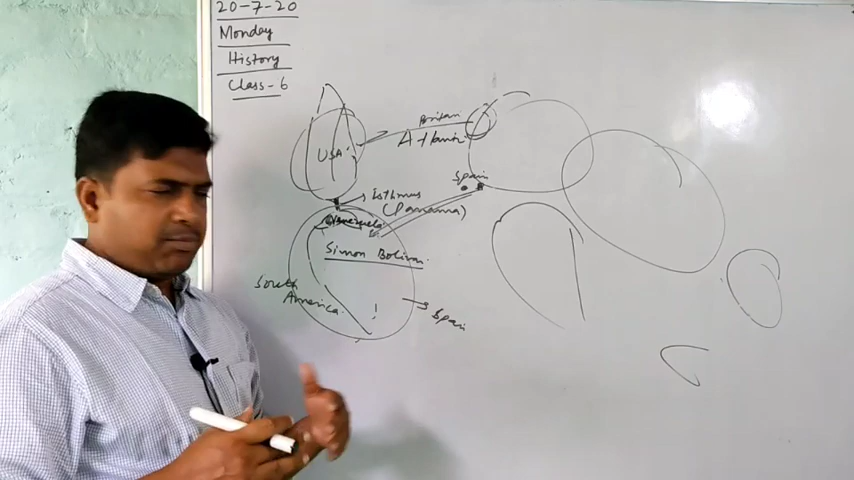 20-7-20
Monday
History
Class-6
USA
Britain
Atlantic
Spain
Isthmus
(Panama)
Venezuela
Simon Bolivar
South
America
Spain